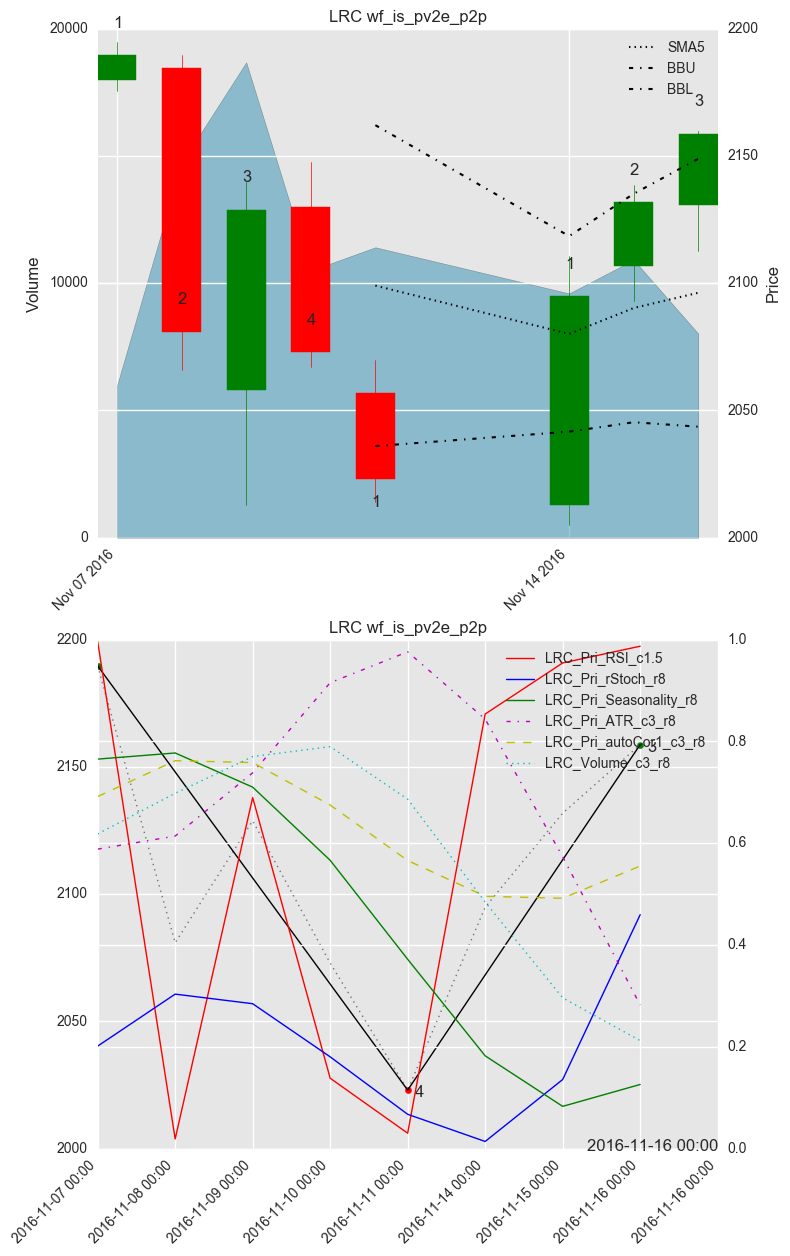 LRC wf_is_pv2e_p2p
20000
10000
0
Volume
2200
2150
2100
2050
2000
Price
SMA5
BBU
BBL
1
2
3
4
1
1
2
3
Nov 07 2016
Nov 14 2016
LRC wf_is_pv2e_p2p
2200
2150
2100
2050
2000
1.0
0.8
0.6
0.4
0.2
0.0
LRC_Pri_RSI_c1.5
LRC_Pri_rStoch_r8
LRC_Pri_Seasonality_r8
LRC_Pri_ATR_c3_r8
LRC_Pri_autoCor1_c3_r8
LRC_Volume_c3_r8
3
4
2016-11-16 00:00
2016-11-07 00:00
2016-11-08 00:00
2016-11-09 00:00
2016-11-10 00:00
2016-11-11 00:00
2016-11-14 00:00
2016-11-15 00:00
2016-11-16 00:00
2016-11-16 00:00